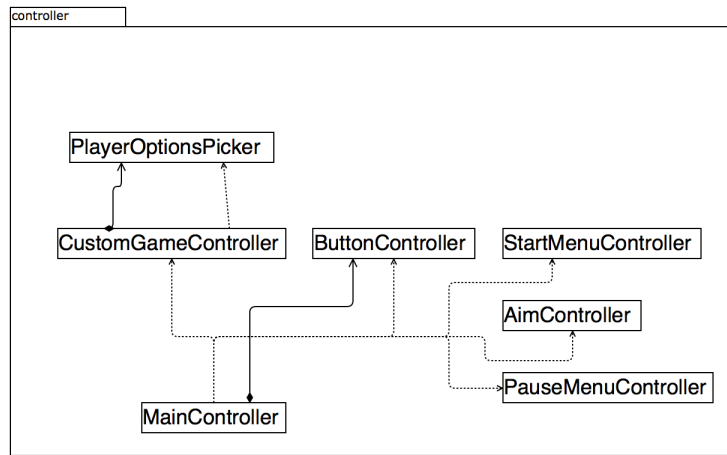 controller
PlayerOptionsPicker
CustomGameController
ButtonController
StartMenuController
AimController
PauseMenuController
MainController